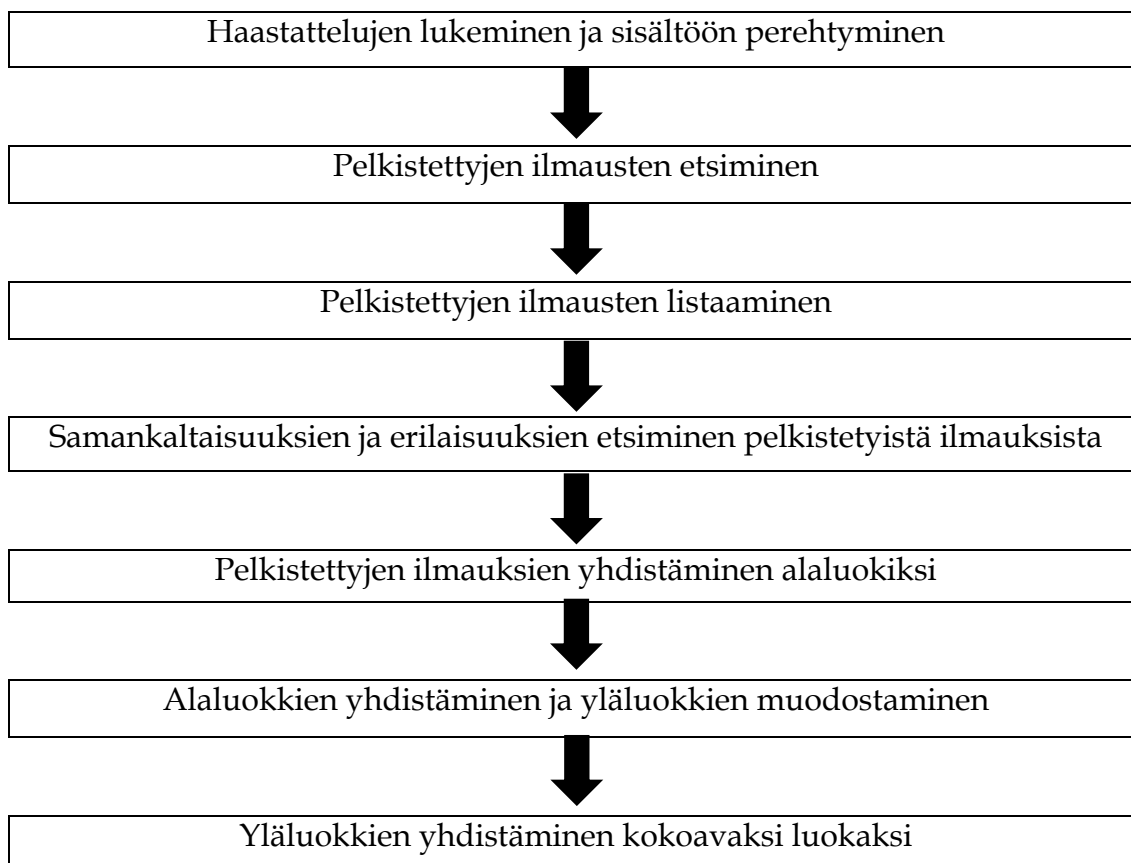 Haastattelujen lukeminen ja sisältöön perehtyminen
Pelkistettyjen ilmausten etsiminen
Pelkistettyjen ilmausten listaaminen
Samankaltaisuuksien ja erilaisuuksien etsiminen pelkistetyistä ilmauksista
Pelkistettyjen ilmauksien yhdistäminen alaluokiksi
Alaluokkien yhdistäminen ja yläluokkien muodostaminen
Yläluokkien yhdistäminen kokoavaksi luokaksi